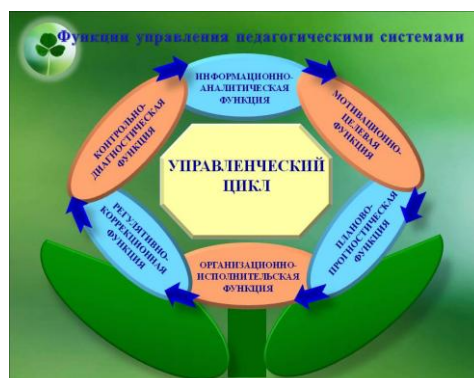 Функции управления педагогическими системами
ИНФОРМАЦИОННО-
АНАЛИТИЧЕСКАЯ
ФУНКЦИЯ
МОТИВАЦИОННО-
ЦЕЛЕВАЯ
ФУНКЦИЯ
ПЛАНОВО-
ПРОГНОСТИЧЕСКАЯ
ФУНКЦИЯ
ОРГАНИЗАЦИОННО-
ИСПОЛНИТЕЛЬСКАЯ
ФУНКЦИЯ
РЕГУЛЯТИВНО-
КОРРЕКЦИОННАЯ
ФУНКЦИЯ
КОНТРОЛЬНО-
ДИАГНОСТИЧЕСКАЯ
ФУНКЦИЯ
УПРАВЛЕНЧЕСКИЙ
ЦИКЛ